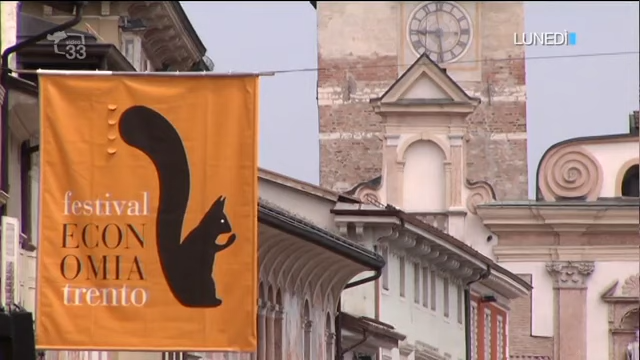 33
LUNEDÌ
festival
ECON
OMIA
trento